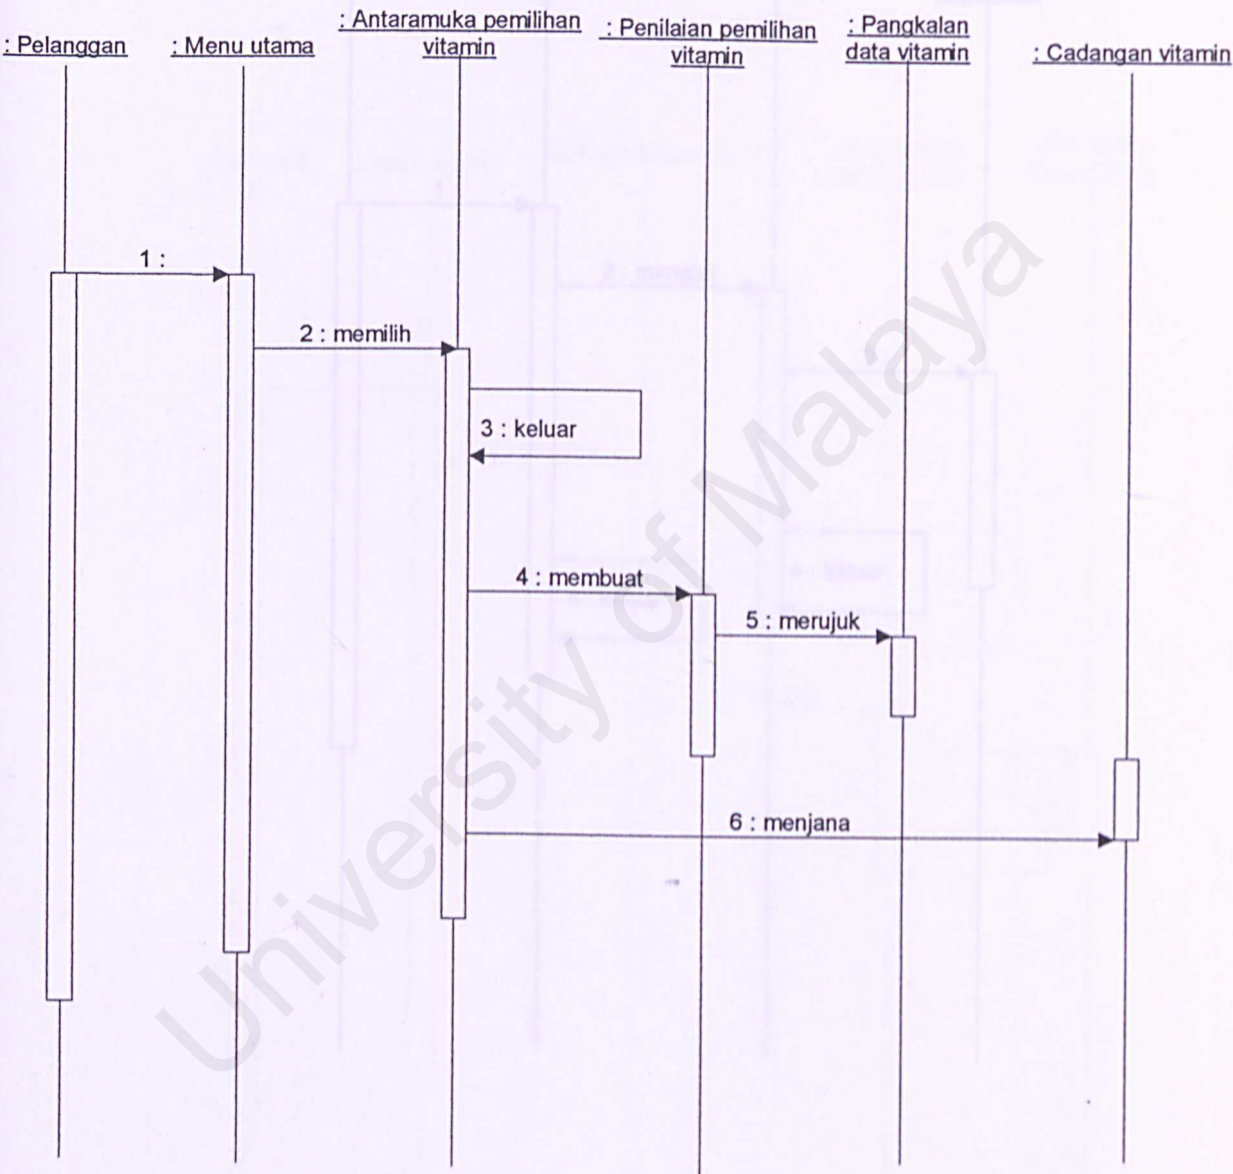 : Pelanggan
: Menu utama
: Antaramuka pemilihan
vitamin
: Penilaian pemilihan
vitamin
: Pangkalan
data vitamin
: Cadangan vitamin
1 :
2 : memilih
3 : keluar
4 : membuat
5 : merujuk
6 : menjana
University of Malaya